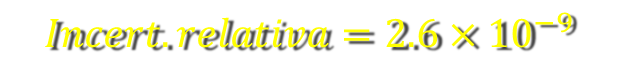 Incert. relativa = 2.6 × 10⁻⁹